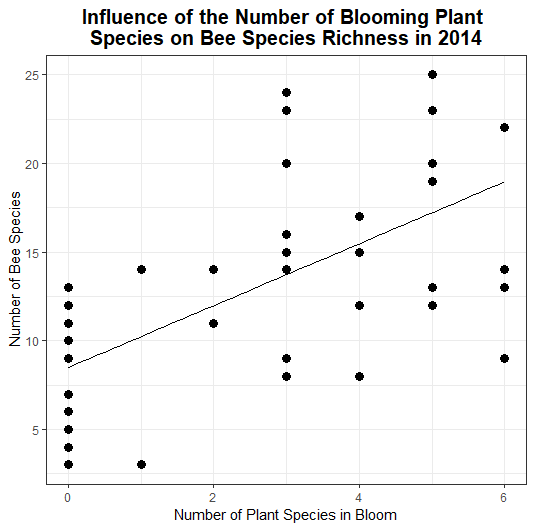 Influence of the Number of Blooming Plant
Species on Bee Species Richness in 2014
25
20
15
10
5
Number of Bee Species
0
2
4
6
Number of Plant Species in Bloom